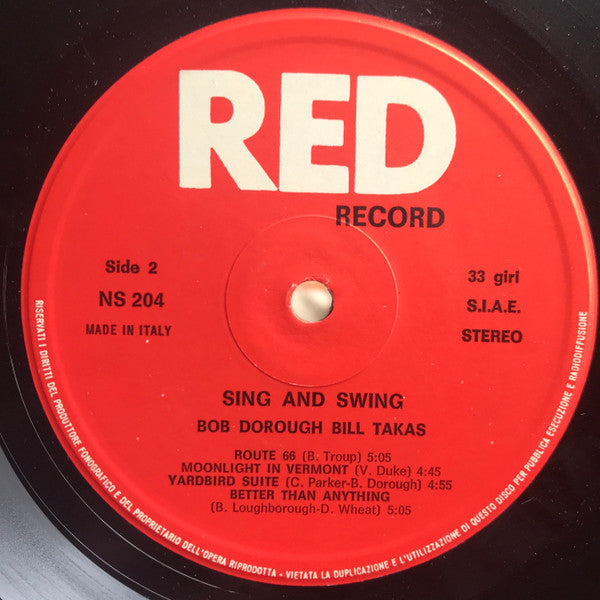 RED
RECORD
Side 2
NS 204
MADE IN ITALY
33 giri
S.I.A.E.
STEREO
SING AND SWING
BOB DOROUGH BILL TAKAS
ROUTE 66 (B. Troup) 5:05
MOONLIGHT IN VERMONT (V. Duke) 4:45
YARDBIRD SUITE (C. Parker-B. Dorough) 4:55
BETTER THAN ANYTHING
(B. Loughborough-D. Wheat) 5:05
RISERVATI I DIRITTI DEL PRODUTTORE FONOGRAFICO E DEL PROPRIETARIO DELL'OPERA RIPRODOTTA - VIETATA LA DUPLICAZIONE E L'UTILIZZAZIONE DI QUESTO DISCO PER PUBBLICA ESECUZIONE E RADIODIFFUSIONE